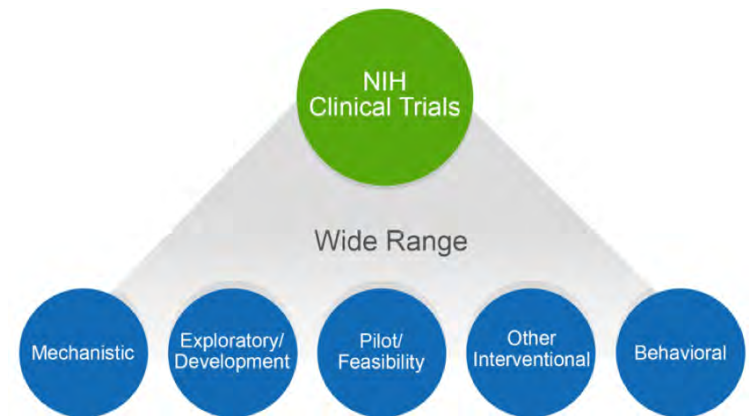 NIH
Clinical Trials
Wide Range
Mechanistic
Exploratory/
Development
Pilot/
Feasibility
Other
Interventional
Behavioral